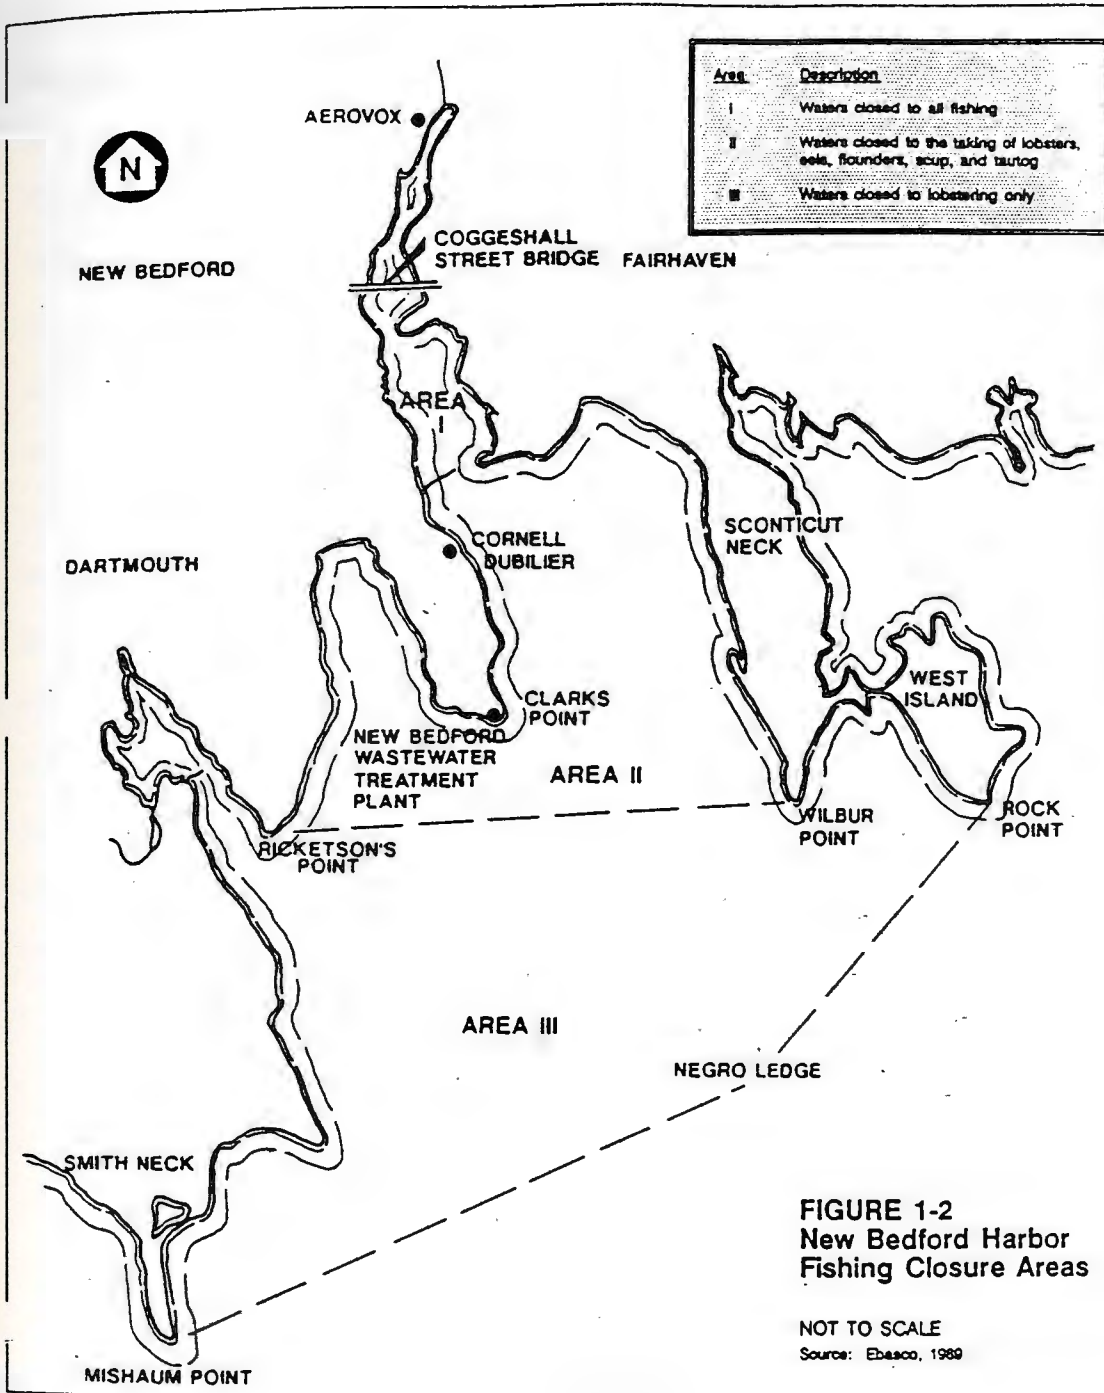 Area Description
I Waters closed to all fishing
II Waters closed to the taking of lobsters,
eels, flounders, scup, and tautog
III Waters closed to lobstering only
AEROVOX
N
COGGESHALL
STREET BRIDGE
FAIRHAVEN
NEW BEDFORD
AREA
I
SCONTICUT
NECK
CORNELL
DUBILIER
DARTMOUTH
WEST
ISLAND
CLARKS
POINT
NEW BEDFORD
WASTEWATER
TREATMENT
PLANT
AREA II
WILBUR
POINT
ROCK
POINT
RICKETSON'S
POINT
AREA III
NEGRO LEDGE
SMITH NECK
MISHAUM POINT
FIGURE 1-2
New Bedford Harbor
Fishing Closure Areas
NOT TO SCALE
Source: Ebasco, 1989